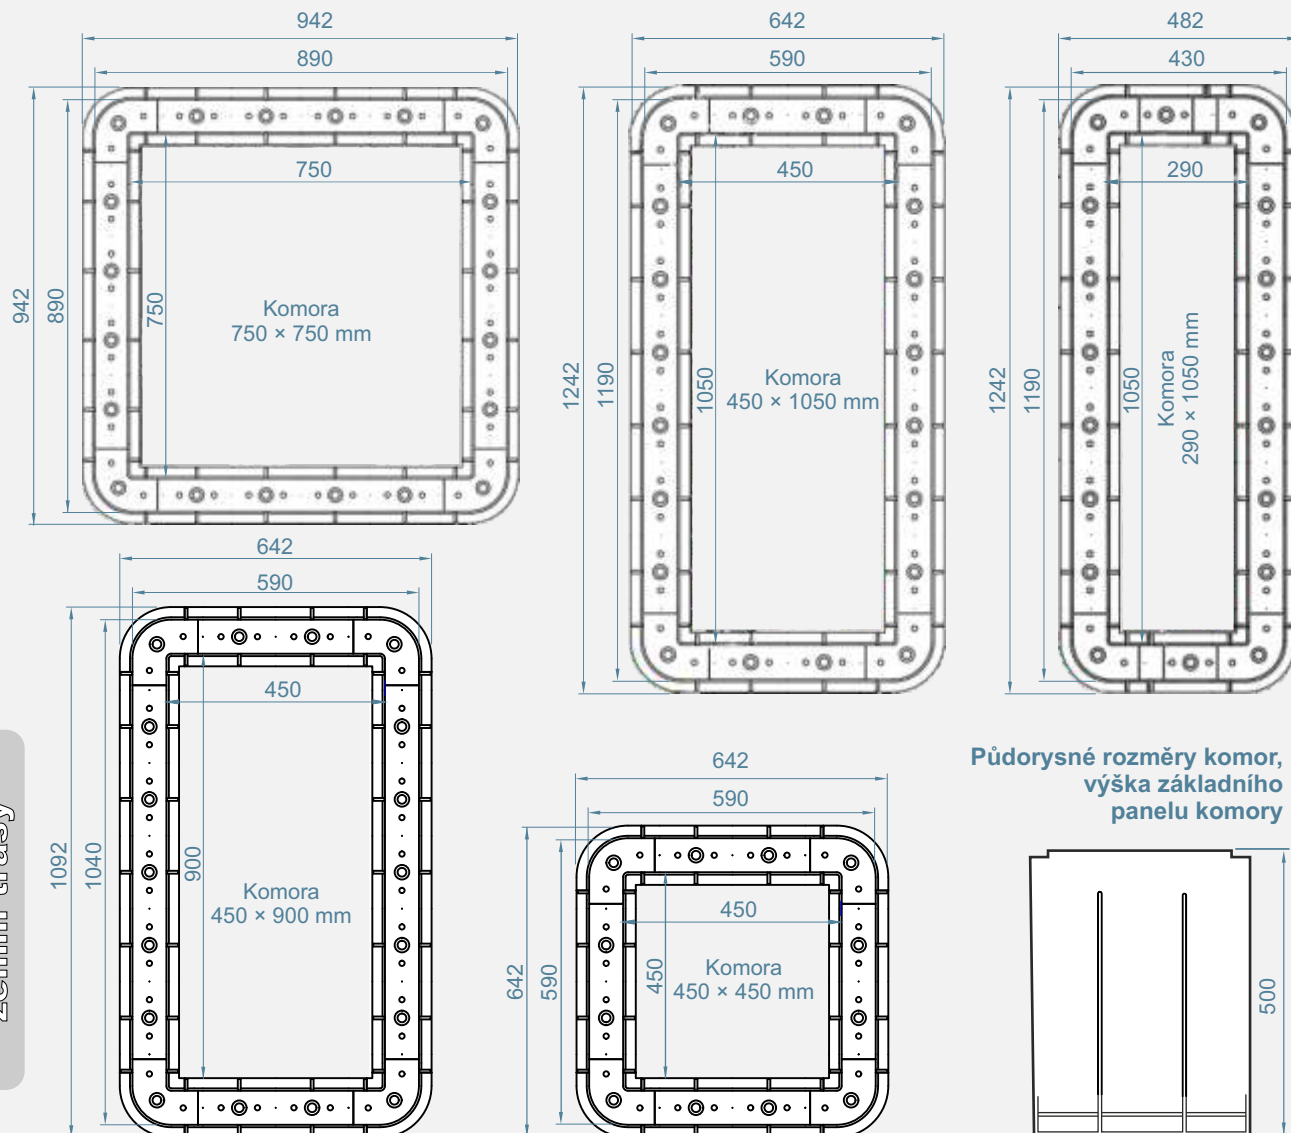 942
890
942
890
750
750
Komora
750 × 750 mm
642
590
1242
1190
450
1050
Komora
450 × 1050 mm
482
430
1242
1190
290
1050
Komora
290 × 1050 mm
642
590
1092
1040
450
900
Komora
450 × 900 mm
642
590
642
590
450
450
Komora
450 × 450 mm
Půdorysné rozměry komor,
výška základního
panelu komory
500
zemní trasy